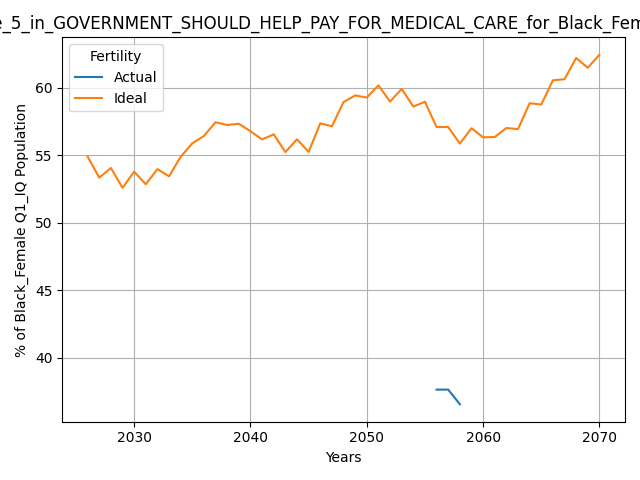 e_5_in_GOVERNMENT_SHOULD_HELP_PAY_FOR_MEDICAL_CARE_for_Black_Fem
Fertility
Actual
Ideal
% of Black_Female Q1_IQ Population
60
55
50
45
40
2030
2040
2050
2060
2070
Years